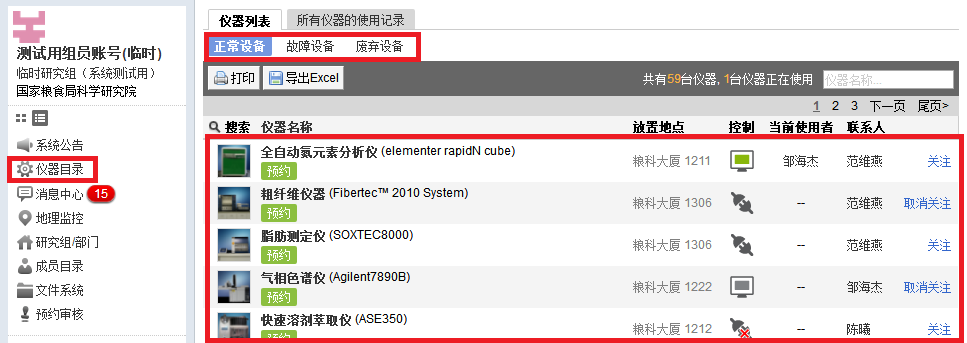 测试用组员账号(临时)
临时研究组（系统测试用）
国家粮食局科学研究院
系统公告
仪器目录
消息中心 15
地理监控
研究组/部门
成员目录
文件系统
预约审核
仪器列表 所有仪器的使用记录
正常设备 故障设备 废弃设备
打印 导出Excel 共有59台仪器, 1台仪器正在使用 仪器名称...
1 2 3 下一页 尾页>
搜索 仪器名称 放置地点 控制 当前使用者 联系人
全自动氮元素分析仪 (elementer rapidN cube) 粮科大厦 1211 邹海杰 范维燕 关注
预约
粗纤维仪器 (Fibertec™ 2010 System) 粮科大厦 1306 -- 范维燕 取消关注
预约
脂肪测定仪 (SOXTEC8000) 粮科大厦 1306 -- 范维燕 关注
预约
气相色谱仪 (Agilent7890B) 粮科大厦 1222 -- 邹海杰 取消关注
预约
快速溶剂萃取仪 (ASE350) 粮科大厦 1212 -- 陈曦 关注
预约